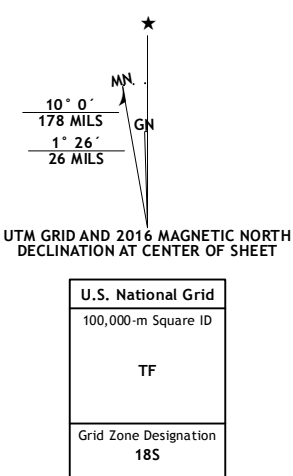 MN
10° 0´
178 MILS
GN
1° 26´
26 MILS
UTM GRID AND 2016 MAGNETIC NORTH
DECLINATION AT CENTER OF SHEET
U.S. National Grid
100,000-m Square ID
TF
Grid Zone Designation
18S